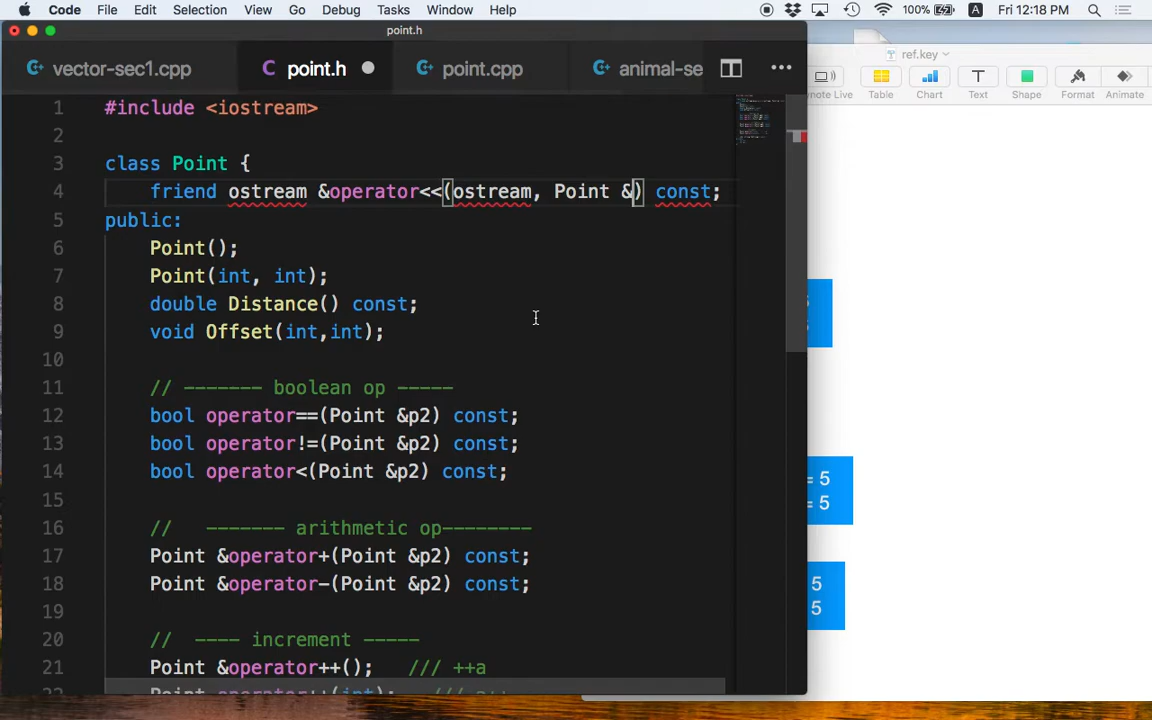 Code File Edit Selection View Go Debug Tasks Window Help 100% A Fri 12:18 PM
point.h
ref.key
vector-sec1.cpp point.h point.cpp animal-se
Table Chart Text Shape Format Animate
1 #include <iostream>
2
3 class Point {
4 friend ostream &operator<<(ostream, Point &) const;
5 public:
6 Point();
7 Point(int, int);
8 double Distance() const;
9 void Offset(int,int);
10
11 // ------- boolean op -----
12 bool operator==(Point &p2) const;
13 bool operator!=(Point &p2) const;
14 bool operator<(Point &p2) const;
15
16 // ------- arithmetic op--------
17 Point &operator+(Point &p2) const;
18 Point &operator-(Point &p2) const;
19
20 // ---- increment -----
21 Point &operator++(); /// ++a
= 5
= 5
5
5